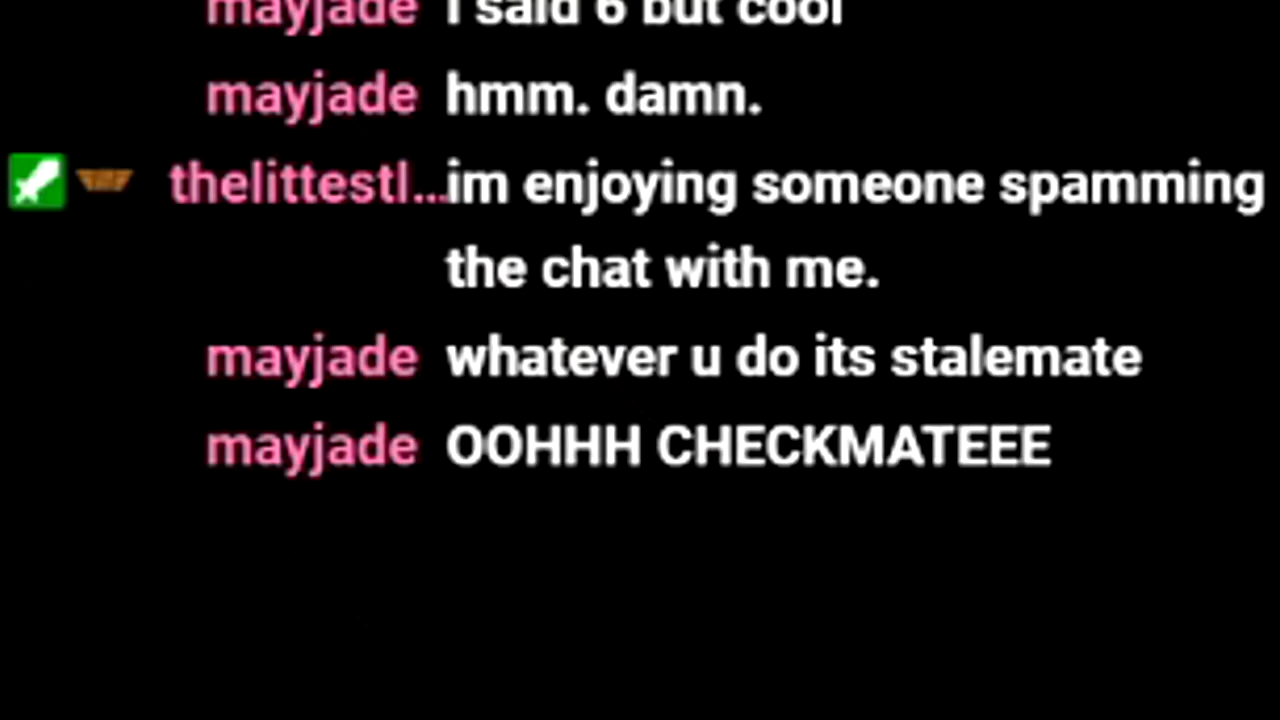 mayjade i said 6 but cool
mayjade hmm. damn.
thelittestl...im enjoying someone spamming
the chat with me.
mayjade whatever u do its stalemate
mayjade OOHHH CHECKMATEEE